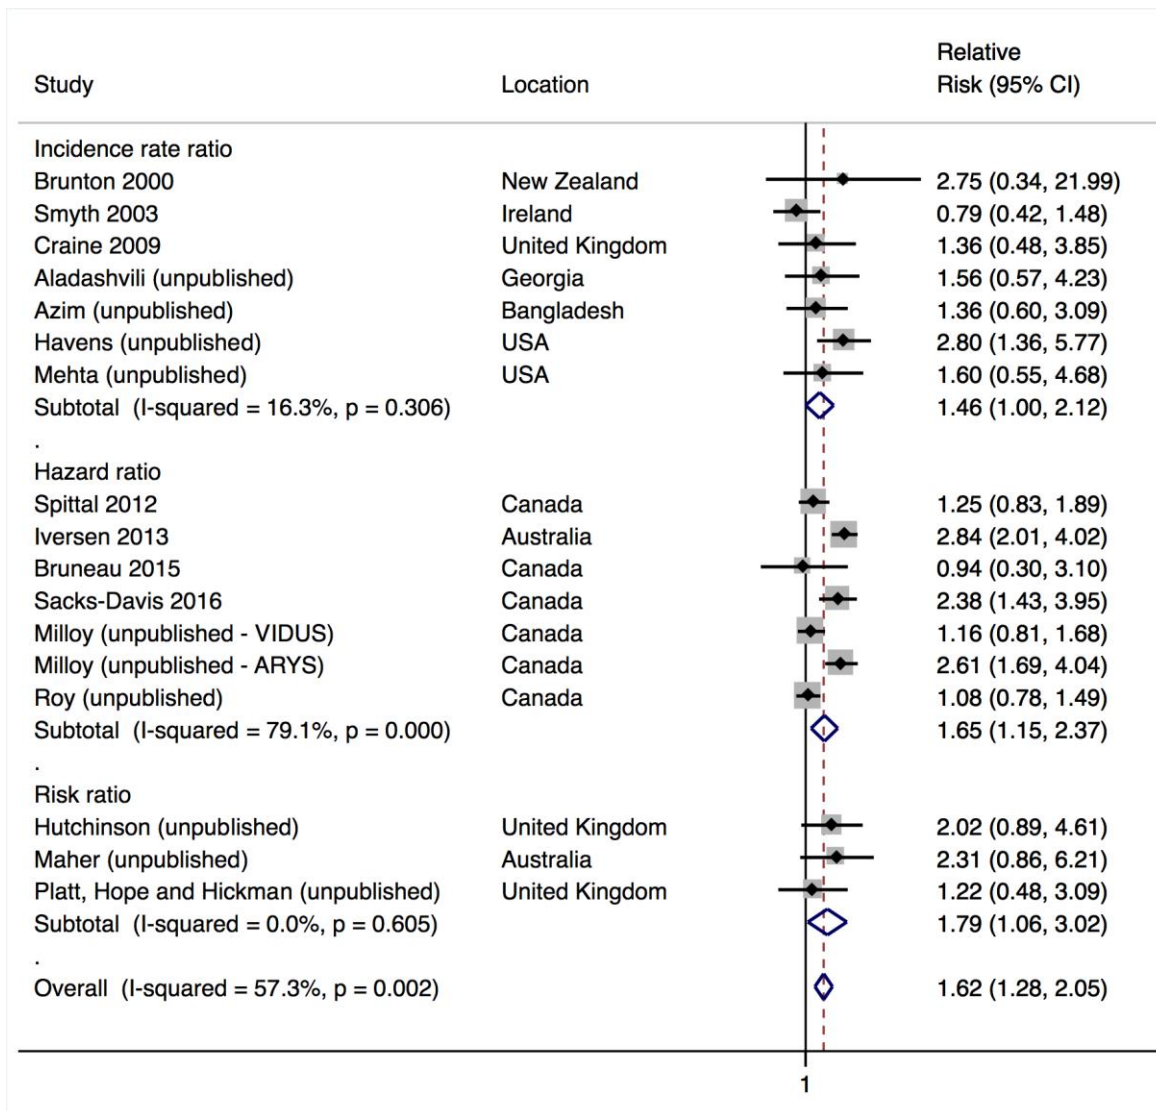 Relative
Study Location Risk (95% CI)
Incidence rate ratio
Brunton 2000 New Zealand 2.75 (0.34, 21.99)
Smyth 2003 Ireland 0.79 (0.42, 1.48)
Craine 2009 United Kingdom 1.36 (0.48, 3.85)
Aladashvili (unpublished) Georgia 1.56 (0.57, 4.23)
Azim (unpublished) Bangladesh 1.36 (0.60, 3.09)
Havens (unpublished) USA 2.80 (1.36, 5.77)
Mehta (unpublished) USA 1.60 (0.55, 4.68)
Subtotal (I-squared = 16.3%, p = 0.306) 1.46 (1.00, 2.12)
.
Hazard ratio
Spittal 2012 Canada 1.25 (0.83, 1.89)
Iversen 2013 Australia 2.84 (2.01, 4.02)
Bruneau 2015 Canada 0.94 (0.30, 3.10)
Sacks-Davis 2016 Canada 2.38 (1.43, 3.95)
Milloy (unpublished - VIDUS) Canada 1.16 (0.81, 1.68)
Milloy (unpublished - ARYS) Canada 2.61 (1.69, 4.04)
Roy (unpublished) Canada 1.08 (0.78, 1.49)
Subtotal (I-squared = 79.1%, p = 0.000) 1.65 (1.15, 2.37)
.
Risk ratio
Hutchinson (unpublished) United Kingdom 2.02 (0.89, 4.61)
Maher (unpublished) Australia 2.31 (0.86, 6.21)
Platt, Hope and Hickman (unpublished) United Kingdom 1.22 (0.48, 3.09)
Subtotal (I-squared = 0.0%, p = 0.605) 1.79 (1.06, 3.02)
.
Overall (I-squared = 57.3%, p = 0.002) 1.62 (1.28, 2.05)
1